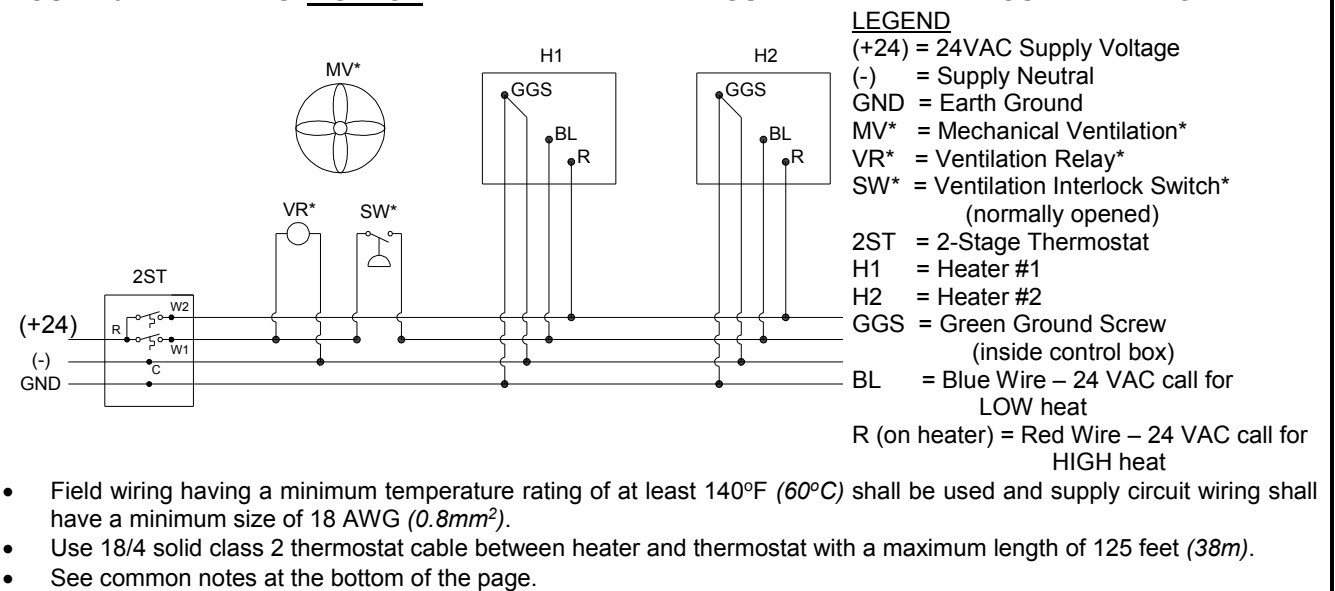 MV*
H1
H2
GGS
GGS
BL
BL
R
R
VR*
SW*
2ST
W2
(+24)
R
W1
(-)
C
GND
LEGEND
(+24) = 24VAC Supply Voltage
(-) = Supply Neutral
GND = Earth Ground
MV* = Mechanical Ventilation*
VR* = Ventilation Relay*
SW* = Ventilation Interlock Switch*
(normally opened)
2ST = 2-Stage Thermostat
H1 = Heater #1
H2 = Heater #2
GGS = Green Ground Screw
(inside control box)
BL = Blue Wire – 24 VAC call for
LOW heat
R (on heater) = Red Wire – 24 VAC call for
HIGH heat
• Field wiring having a minimum temperature rating of at least 140ºF (60ºC) shall be used and supply circuit wiring shall
have a minimum size of 18 AWG (0.8mm²).
• Use 18/4 solid class 2 thermostat cable between heater and thermostat with a maximum length of 125 feet (38m).
• See common notes at the bottom of the page.